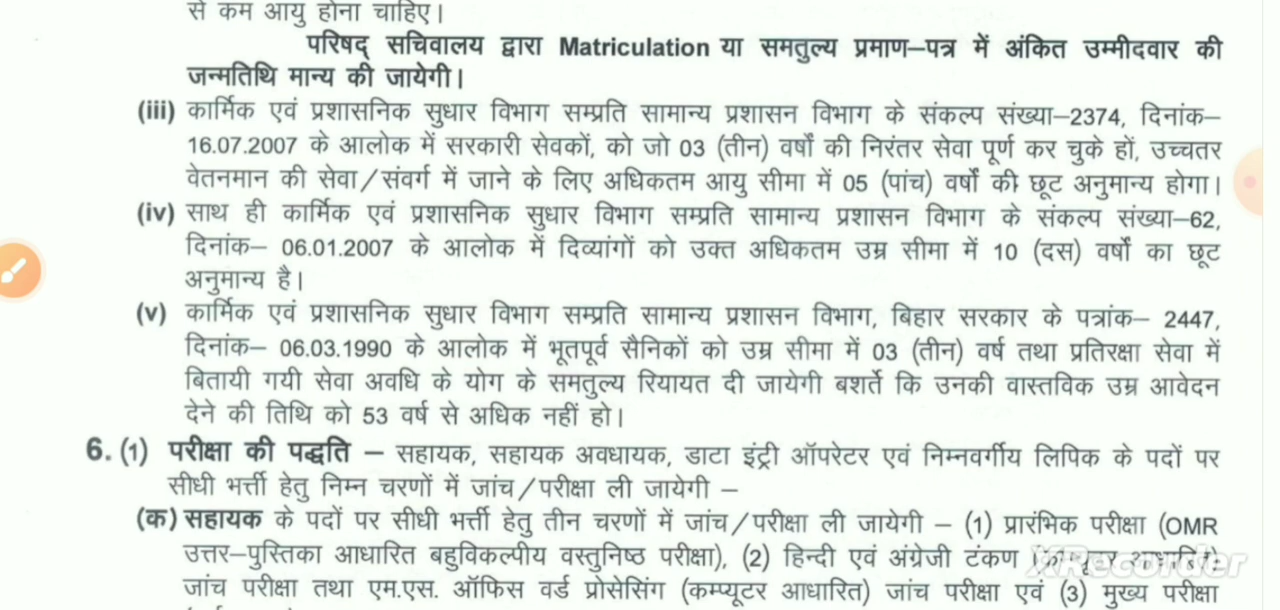 से कम आयु होना चाहिए।
परिषद् सचिवालय द्वारा Matriculation या समतुल्य प्रमाण–पत्र में अंकित उम्मीदवार की
जन्मतिथि मान्य की जायेगी।
(iii) कार्मिक एवं प्रशासनिक सुधार विभाग सम्प्रति सामान्य प्रशासन विभाग के संकल्प संख्या–2374, दिनांक–
16.07.2007 के आलोक में सरकारी सेवकों, को जो 03 (तीन) वर्षों की निरंतर सेवा पूर्ण कर चुके हों, उच्चतर
वेतनमान की सेवा/संवर्ग में जाने के लिए अधिकतम आयु सीमा में 05 (पांच) वर्षों की छूट अनुमान्य होगा।
(iv) साथ ही कार्मिक एवं प्रशासनिक सुधार विभाग सम्प्रति सामान्य प्रशासन विभाग के संकल्प संख्या–62,
दिनांक– 06.01.2007 के आलोक में दिव्यांगों को उक्त अधिकतम उम्र सीमा में 10 (दस) वर्षों का छूट
अनुमान्य है।
(v) कार्मिक एवं प्रशासनिक सुधार विभाग सम्प्रति सामान्य प्रशासन विभाग, बिहार सरकार के पत्रांक– 2447,
दिनांक– 06.03.1990 के आलोक में भूतपूर्व सैनिकों को उम्र सीमा में 03 (तीन) वर्ष तथा प्रतिरक्षा सेवा में
बितायी गयी सेवा अवधि के योग के समतुल्य रियायत दी जायेगी बशर्ते कि उनकी वास्तविक उम्र आवेदन
देने की तिथि को 53 वर्ष से अधिक नहीं हो।
6. (1) परीक्षा की पद्धति – सहायक, सहायक अवधायक, डाटा इंट्री ऑपरेटर एवं निम्नवर्गीय लिपिक के पदों पर
सीधी भर्त्ती हेतु निम्न चरणों में जांच/परीक्षा ली जायेगी –
(क) सहायक के पदों पर सीधी भर्त्ती हेतु तीन चरणों में जांच/परीक्षा ली जायेगी – (1) प्रारंभिक परीक्षा (OMR
उत्तर–पुस्तिका आधारित बहुविकल्पीय वस्तुनिष्ठ परीक्षा), (2) हिन्दी एवं अंग्रेजी टंकण
XRecorder
जांच परीक्षा तथा एम.एस. ऑफिस वर्ड प्रोसेसिंग (कम्प्यूटर आधारित) जांच परीक्षा एवं (3) मुख्य परीक्षा